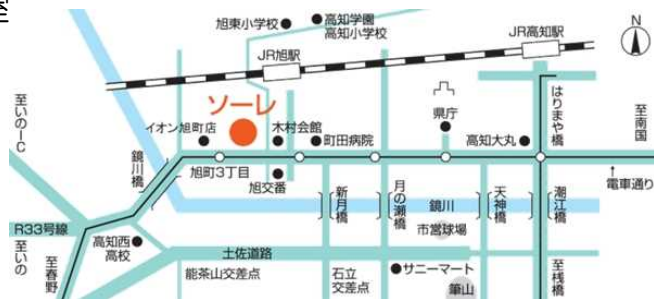 室
旭東小学校
高知学園
高知小学校
N
JR旭駅
JR高知駅
至いのIC
ソーレ
イオン旭町店
木村会館
町田病院
県庁
高知大丸
はりまや橋
至南国
鏡川橋
旭町3丁目
旭交番
電車通り
新月橋
月の瀬橋
鏡川
天神橋
潮江橋
R33号線
高知西
高校
市営球場
土佐道路
至いの
至春野
能茶山交差点
石立
交差点
サニーマート
筆山
至桟橋